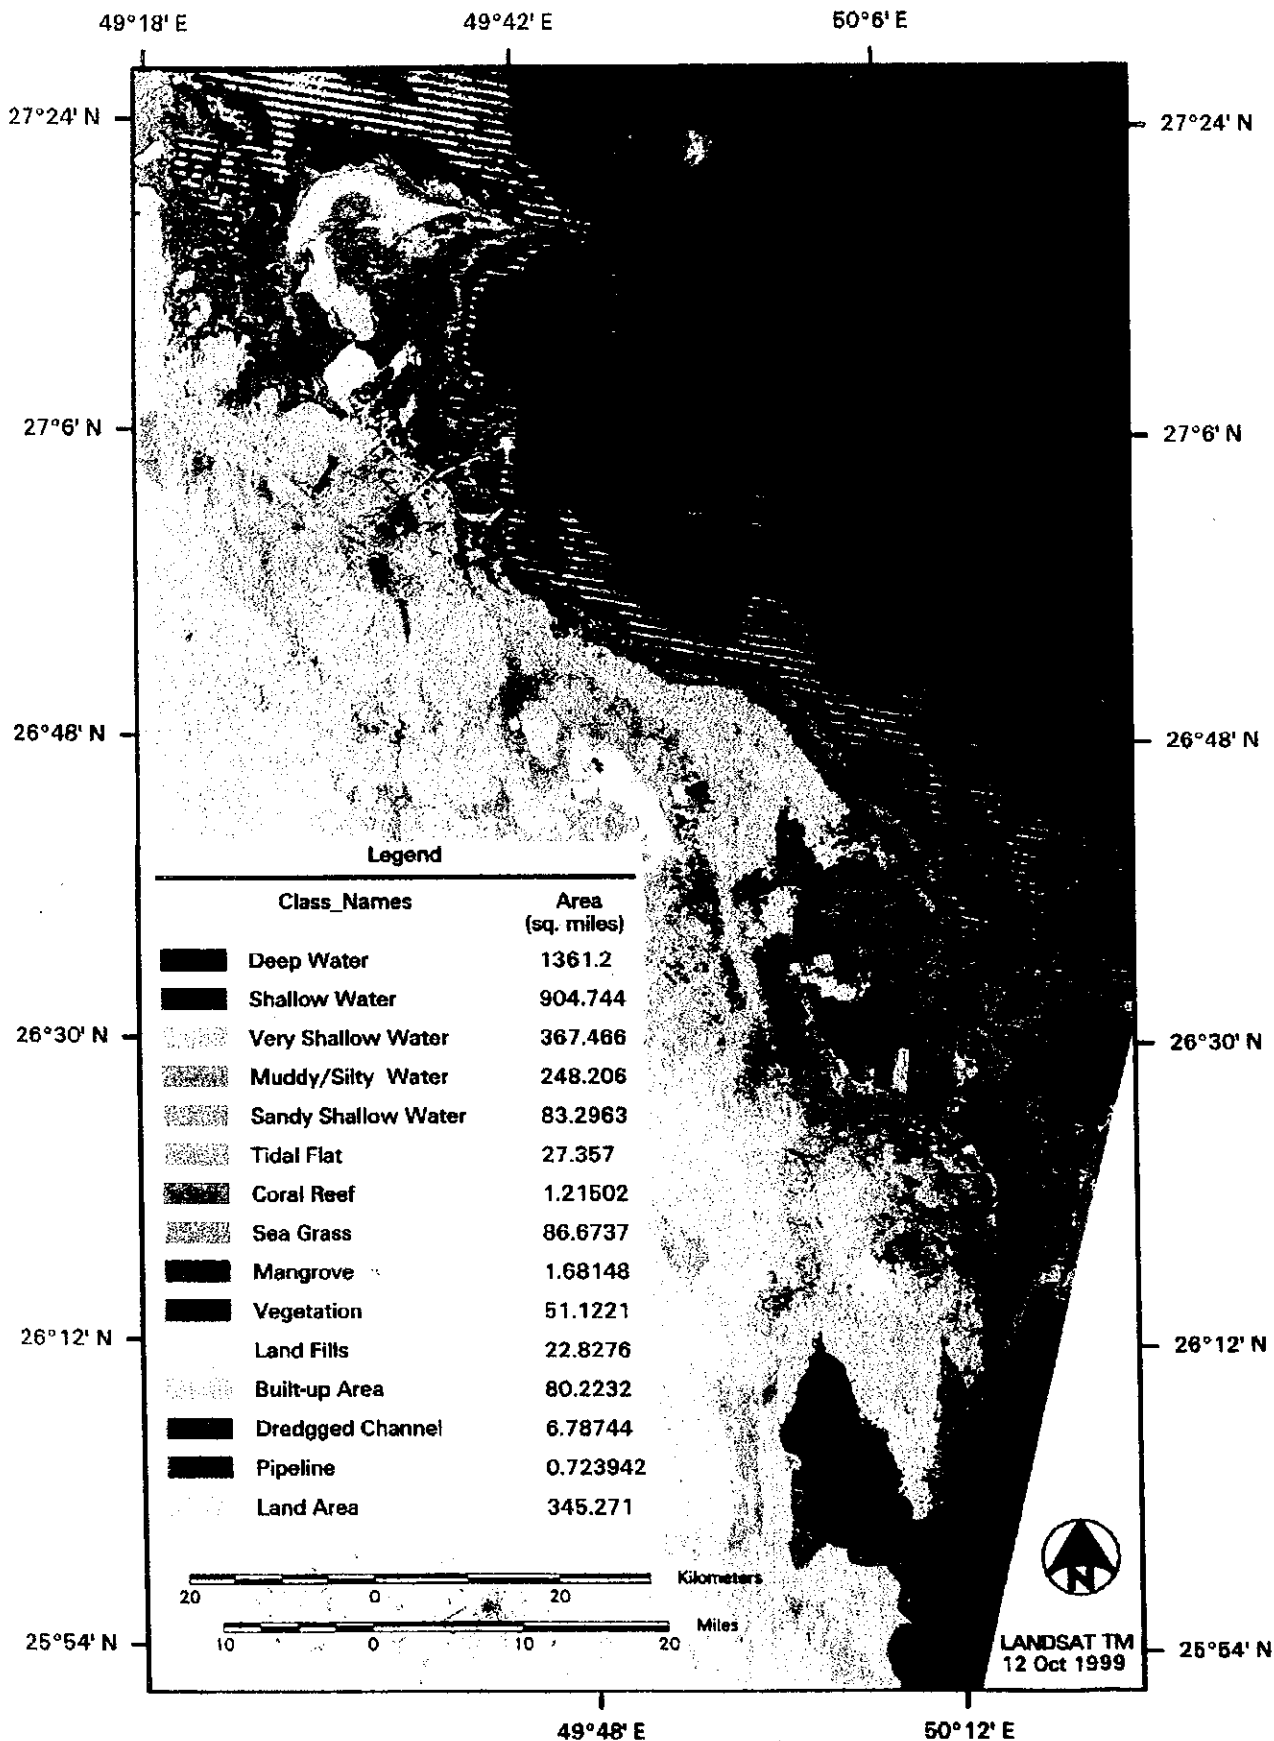 49°18' E 49°42' E 50°6' E
27°24' N 27°24' N
27°6' N 27°6' N
26°48' N 26°48' N
Legend
Class_Names Area
(sq. miles)
Deep Water 1361.2
Shallow Water 904.744
Very Shallow Water 367.466
26°30' N 26°30' N
Muddy/Silty Water 248.206
Sandy Shallow Water 83.2963
Tidal Flat 27.357
Coral Reef 1.21502
Sea Grass 86.6737
Mangrove 1.68148
Vegetation 51.1221
26°12' N 26°12' N
Land Fills 22.8276
Built-up Area 80.2232
Dredgged Channel 6.78744
Pipeline 0.723942
Land Area 345.271
Kilometers
20 0 20
N
Miles
10 0 10 20
25°54' N 25°54' N
LANDSAT TM
12 Oct 1999
49°48' E 50°12' E